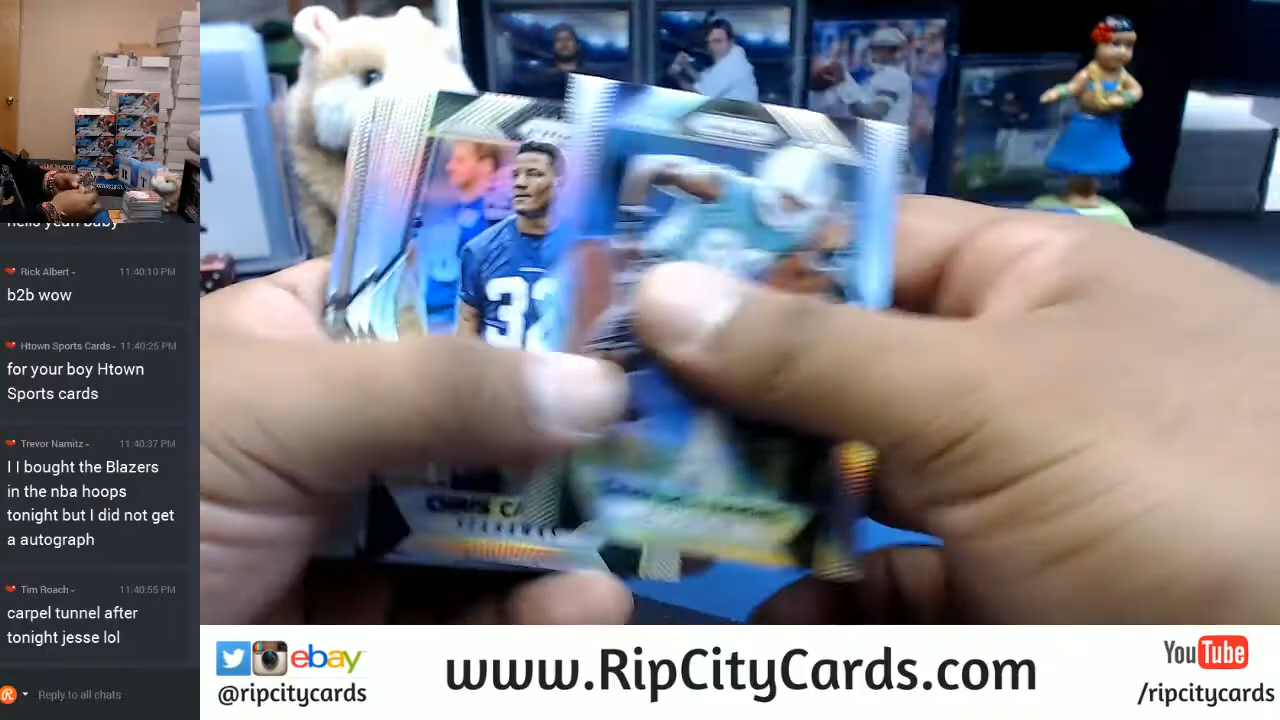 hells yeah baby
Rick Albert 11:40:10 PM
b2b wow
Htown Sports Cards 11:40:25 PM
for your boy Htown
Sports cards
Trevor Namitz 11:40:37 PM
I I bought the Blazers
in the nba hoops
tonight but I did not get
a autograph
Tim Roach 11:40:55 PM
carpel tunnel after
tonight jesse lol
Reply to all chats
32
CHRIS CA
ebay
@ripcitycards
www.RipCityCards.com
YouTube
/ripcitycards